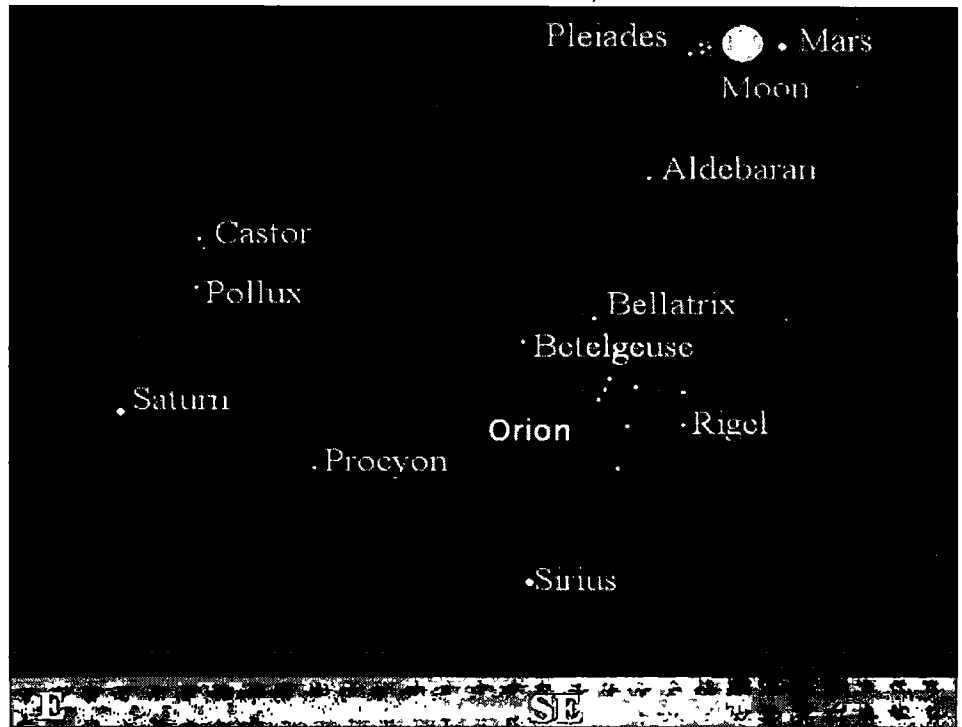 Pleiades
Mars
Moon
Aldebaran
Castor
Pollux
Bellatrix
Betelgeuse
Saturn
Orion
Rigel
Procyon
Sirius
E
SE